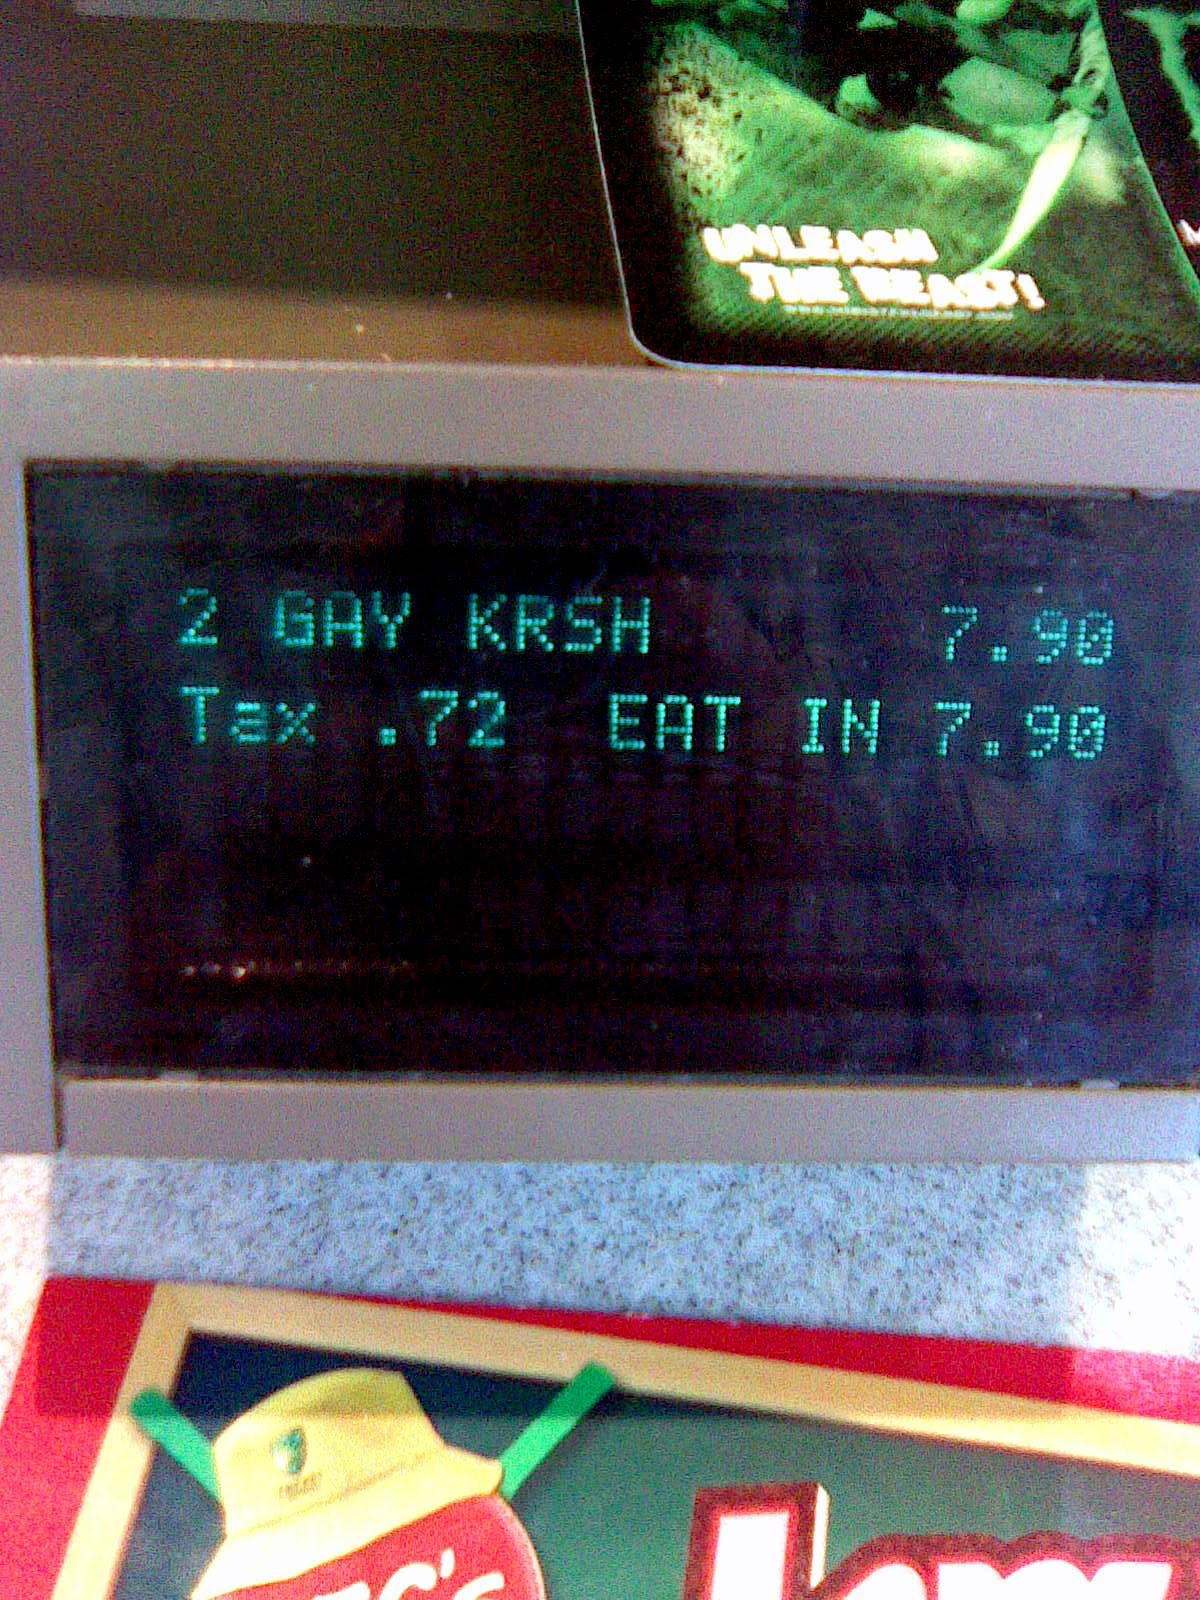 UNLEASH
THE BEAST!
2 GAY KRSH 7.90
Tax .72 EAT IN 7.90